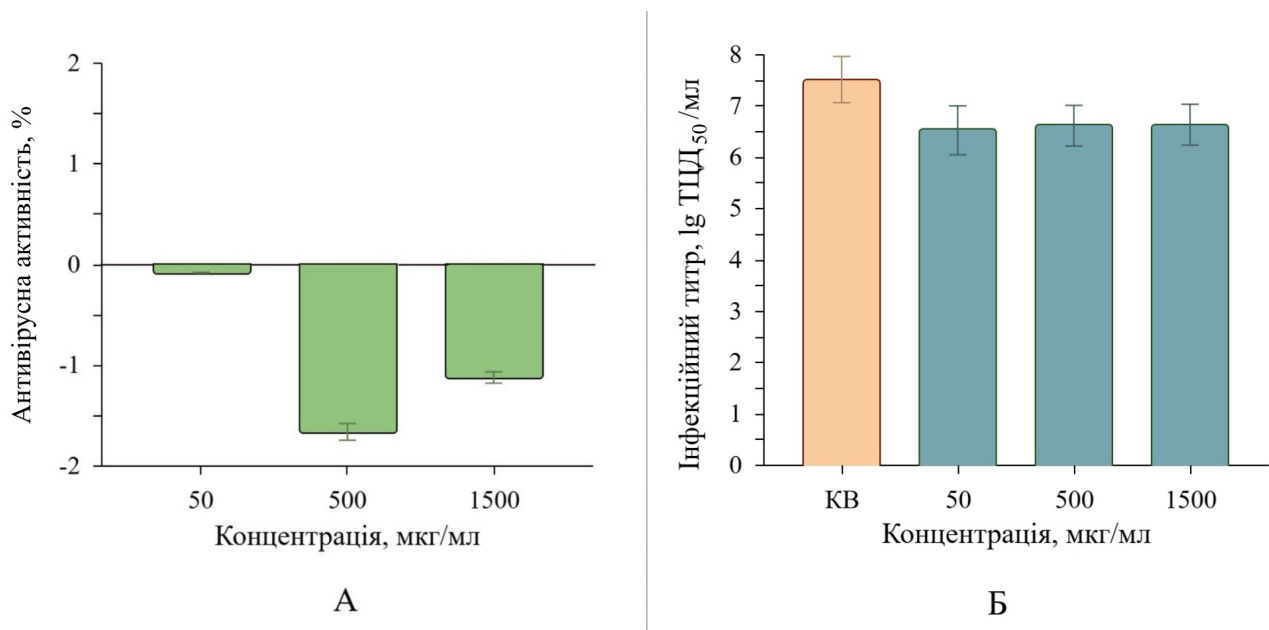 Антивірусна активність, %
2
1
0
-1
-2
50 500 1500
Концентрація, мкг/мл
А
Інфекційний титр, lg ТЦД50/мл
8
7
6
5
4
3
2
1
0
КВ 50 500 1500
Концентрація, мкг/мл
Б